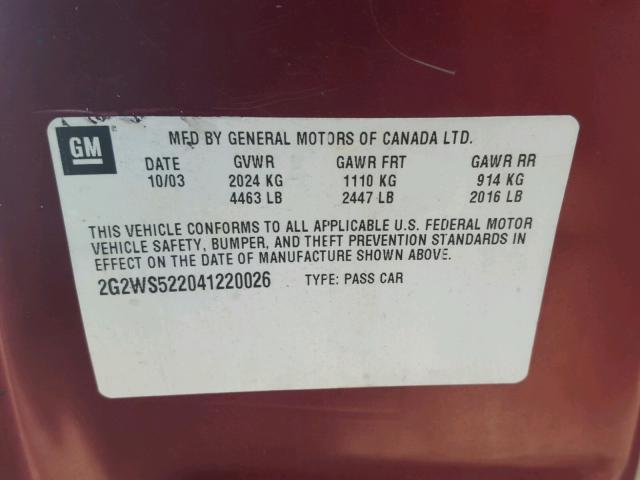 GM
MFD BY GENERAL MOTORS OF CANADA LTD.
DATE GVWR GAWR FRT GAWR RR
10/03 2024 KG 1110 KG 914 KG
4463 LB 2447 LB 2016 LB
THIS VEHICLE CONFORMS TO ALL APPLICABLE U.S. FEDERAL MOTOR
VEHICLE SAFETY, BUMPER, AND THEFT PREVENTION STANDARDS IN
EFFECT ON THE DATE OF MANUFACTURE SHOWN ABOVE.
2G2WS522041220026 TYPE: PASS CAR